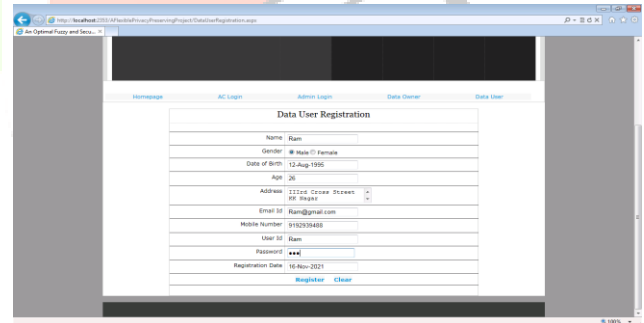 http://localhost:2053/AFlexiblePrivacyPreservingProject/DataUserRegistration.aspx
An Optimal Fuzzy and Secu...
Homepage AC Login Admin Login Data Owner Data User
Data User Registration
Name Ram
Gender Male Female
Date of Birth 12-Aug-1995
Age 26
Address IIIrd Cross Street
KK Nagar
Email Id Ram@gmail.com
Mobile Number 9192939488
User Id Ram
Password •••
Registration Date 16-Nov-2021
Register Clear
100%